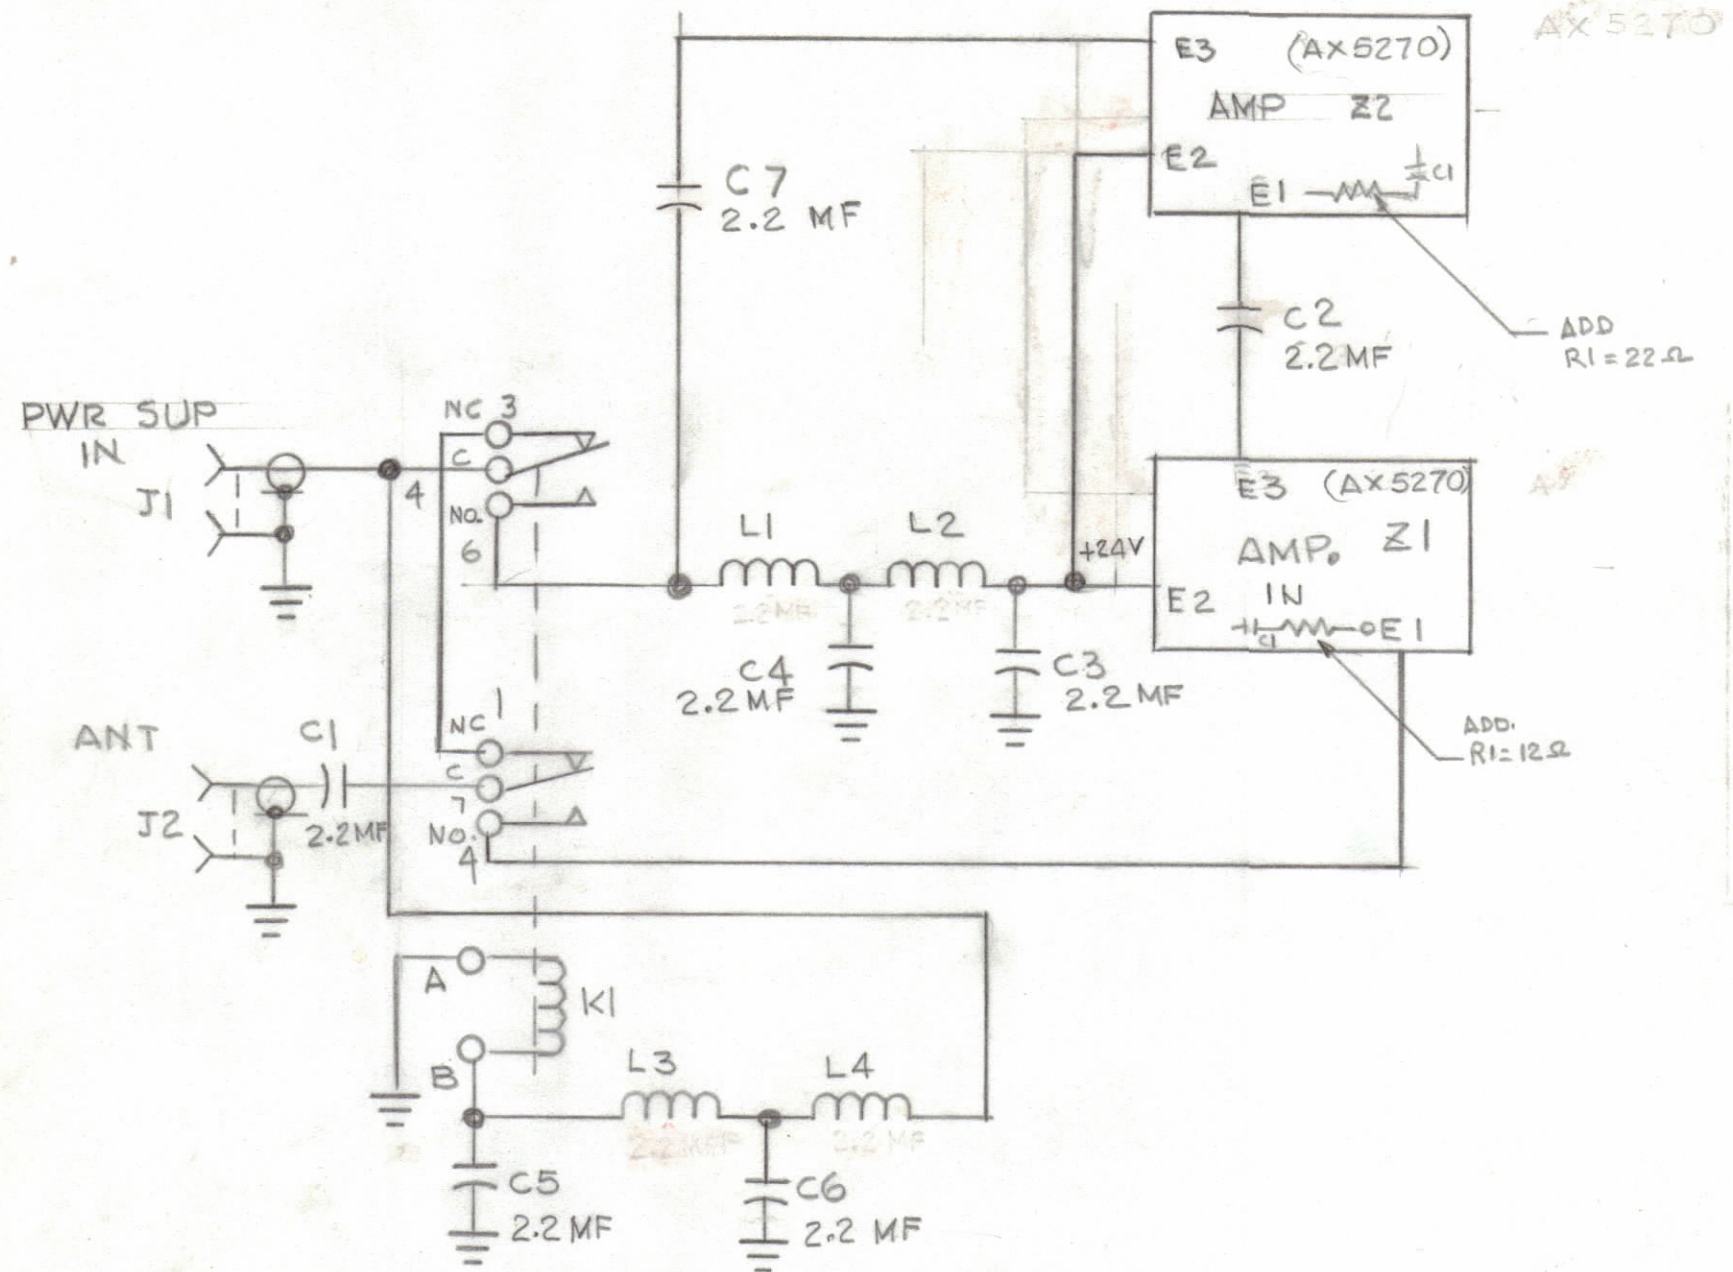 AX 5270
E3 (AX5270)
AMP Z2
E2
C1
E1
C7
2.2 MF
C2
2.2 MF
ADD
R1=22Ω
PWR SUP
IN
J1
NC 3
C
4
NO.
6
L1
L2
+24V
2.2MF
2.2MF
E3 (AX5270)
AMP. Z1
E2
IN
C1
E1
C4
2.2 MF
C3
2.2 MF
ADD.
R1=12Ω
ANT
C1
J2
2.2MF
NC 1
C
7
NO.
4
A
K1
B
L3
L4
2.2 MF
2.2 MF
C5
2.2 MF
C6
2.2 MF